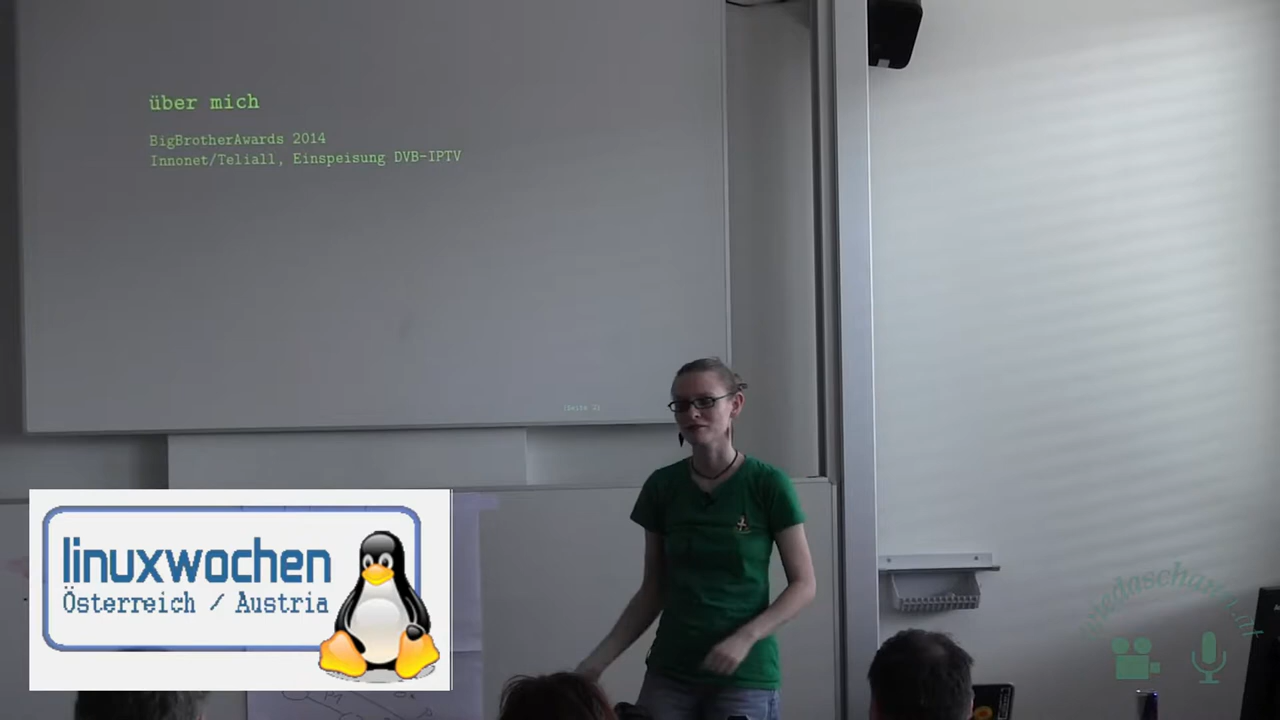 über mich
BigBrotherAwards 2014
Innonet/Teliall, Einspeisung DVB-IPTV
linuxwochen
Österreich / Austria